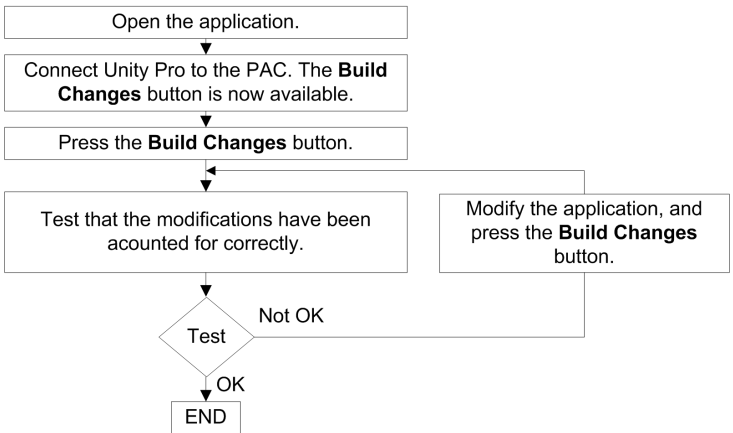 Open the application.
Connect Unity Pro to the PAC. The Build
Changes button is now available.
Press the Build Changes button.
Test that the modifications have been
acounted for correctly.
Modify the application, and
press the Build Changes
button.
Not OK
Test
OK
END